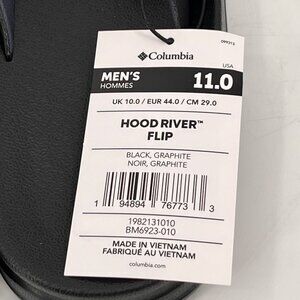 099313
Columbia
MEN'S
HOMMES
USA
11.0
UK 10.0 / EUR 44.0 / CM 29.0
HOOD RIVER™
FLIP
BLACK, GRAPHITE
NOIR, GRAPHITE
1 94894 76773 3
1982131010
BM6923-010
MADE IN VIETNAM
FABRIQUÉ AU VIETNAM
columbia.com